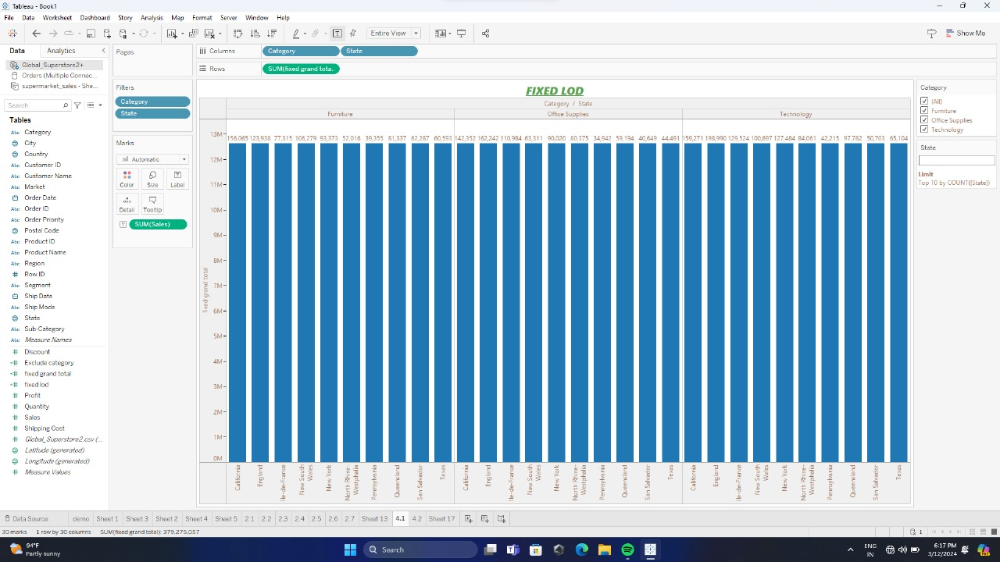 Tableau - Book1
File Data Worksheet Dashboard Story Analysis Map Format Server Window Help
Entire View
Show Me
Data Analytics
Global_Superstore2+
Orders (Multiple Connec...
supermarket_sales - She...
Search
Tables
Abc Category
City
Country
Abc Customer ID
Abc Customer Name
Abc Market
Order Date
Abc Order ID
Abc Order Priority
Postal Code
Abc Product ID
Abc Product Name
Abc Region
# Row ID
Abc Segment
Ship Date
Abc Ship Mode
State
Abc Sub-Category
Abc Measure Names
# Discount
=# Exclude category
=# fixed grand total
=# fixed lod
# Profit
# Quantity
# Sales
# Shipping Cost
# Global_Superstore2.csv (...
Latitude (generated)
Longitude (generated)
# Measure Values
Pages
Filters
Category
State
Marks
Automatic
Color Size Label
Detail Tooltip
SUM(Sales)
Columns Category State
Rows SUM(fixed grand tota..
FIXED LOD
Category / State
Furniture Office Supplies Technology
156,065 123,938 77,315 106,279 93,373 52,016 39,355 81,337 62,287 60,593 142,352 162,242 110,984 63,311 90,020 80,375 34,942 59,194 40,649 44,491 159,271 198,990 129,524 100,897 127,484 84,061 42,215 97,782 50,703 65,104
13M
12M
11M
10M
9M
8M
7M
6M
5M
4M
3M
2M
1M
0M
fixed grand total
California England Ile-de-France New South Wales New York North Rhine-Westphalia Pennsylvania Queensland San Salvador Texas
California England Ile-de-France New South Wales New York North Rhine-Westphalia Pennsylvania Queensland San Salvador Texas
California England Ile-de-France New South Wales New York North Rhine-Westphalia Pennsylvania Queensland San Salvador Texas
Category
(All)
Furniture
Office Supplies
Technology
State
Limit
Top 10 by COUNT([State])
Data Source demo Sheet 1 Sheet 3 Sheet 2 Sheet 4 Sheet 5 2.1 2.2 2.3 2.4 2.5 2.6 2.7 Sheet 13 4.1 4.2 Sheet 17
30 marks 1 row by 30 columns SUM(fixed grand total): 379,275,057
1
94°F
Partly sunny
Search
ENG
IN
6:17 PM
3/12/2024